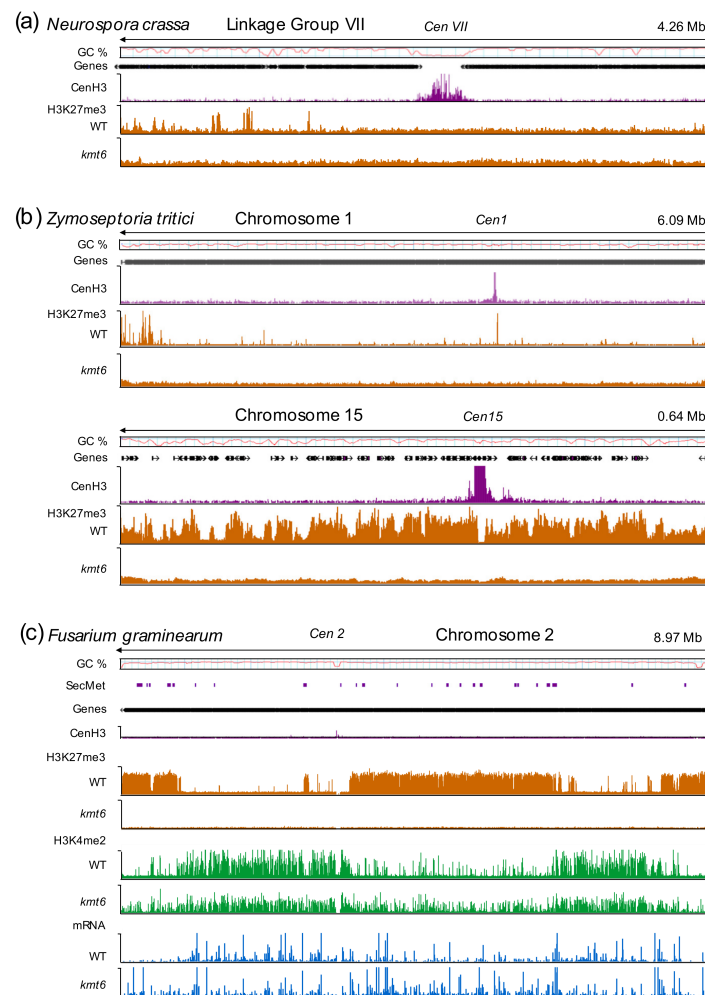 (a) Neurospora crassa Linkage Group VII Cen VII 4.26 Mb
GC %
Genes
CenH3
H3K27me3
WT
kmt6
(b) Zymoseptoria tritici Chromosome 1 Cen1 6.09 Mb
GC %
Genes
CenH3
H3K27me3
WT
kmt6
Chromosome 15 Cen15 0.64 Mb
GC %
Genes
CenH3
H3K27me3
WT
kmt6
(c) Fusarium graminearum Cen 2 Chromosome 2 8.97 Mb
GC %
SecMet
Genes
CenH3
H3K27me3
WT
kmt6
H3K4me2
WT
kmt6
mRNA
WT
kmt6